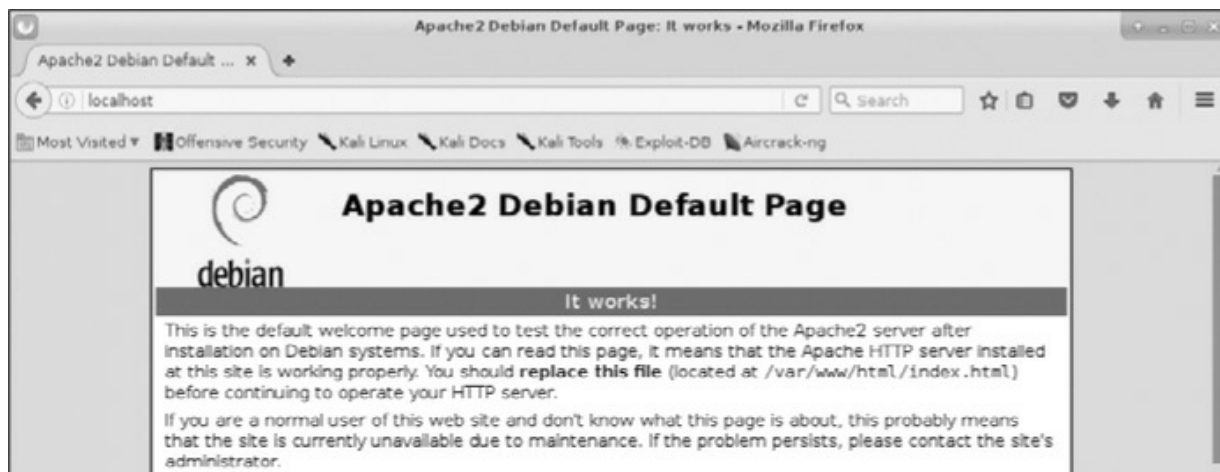 Apache2 Debian Default Page: It works - Mozilla Firefox
Apache2 Debian Default ...
localhost
Search
Most Visited Offensive Security Kali Linux Kali Docs Kali Tools Exploit-DB Aircrack-ng
debian
Apache2 Debian Default Page
It works!
This is the default welcome page used to test the correct operation of the Apache2 server after
installation on Debian systems. If you can read this page, it means that the Apache HTTP server installed
at this site is working properly. You should replace this file (located at /var/www/html/index.html)
before continuing to operate your HTTP server.
If you are a normal user of this web site and don't know what this page is about, this probably means
that the site is currently unavailable due to maintenance. If the problem persists, please contact the site's
administrator.